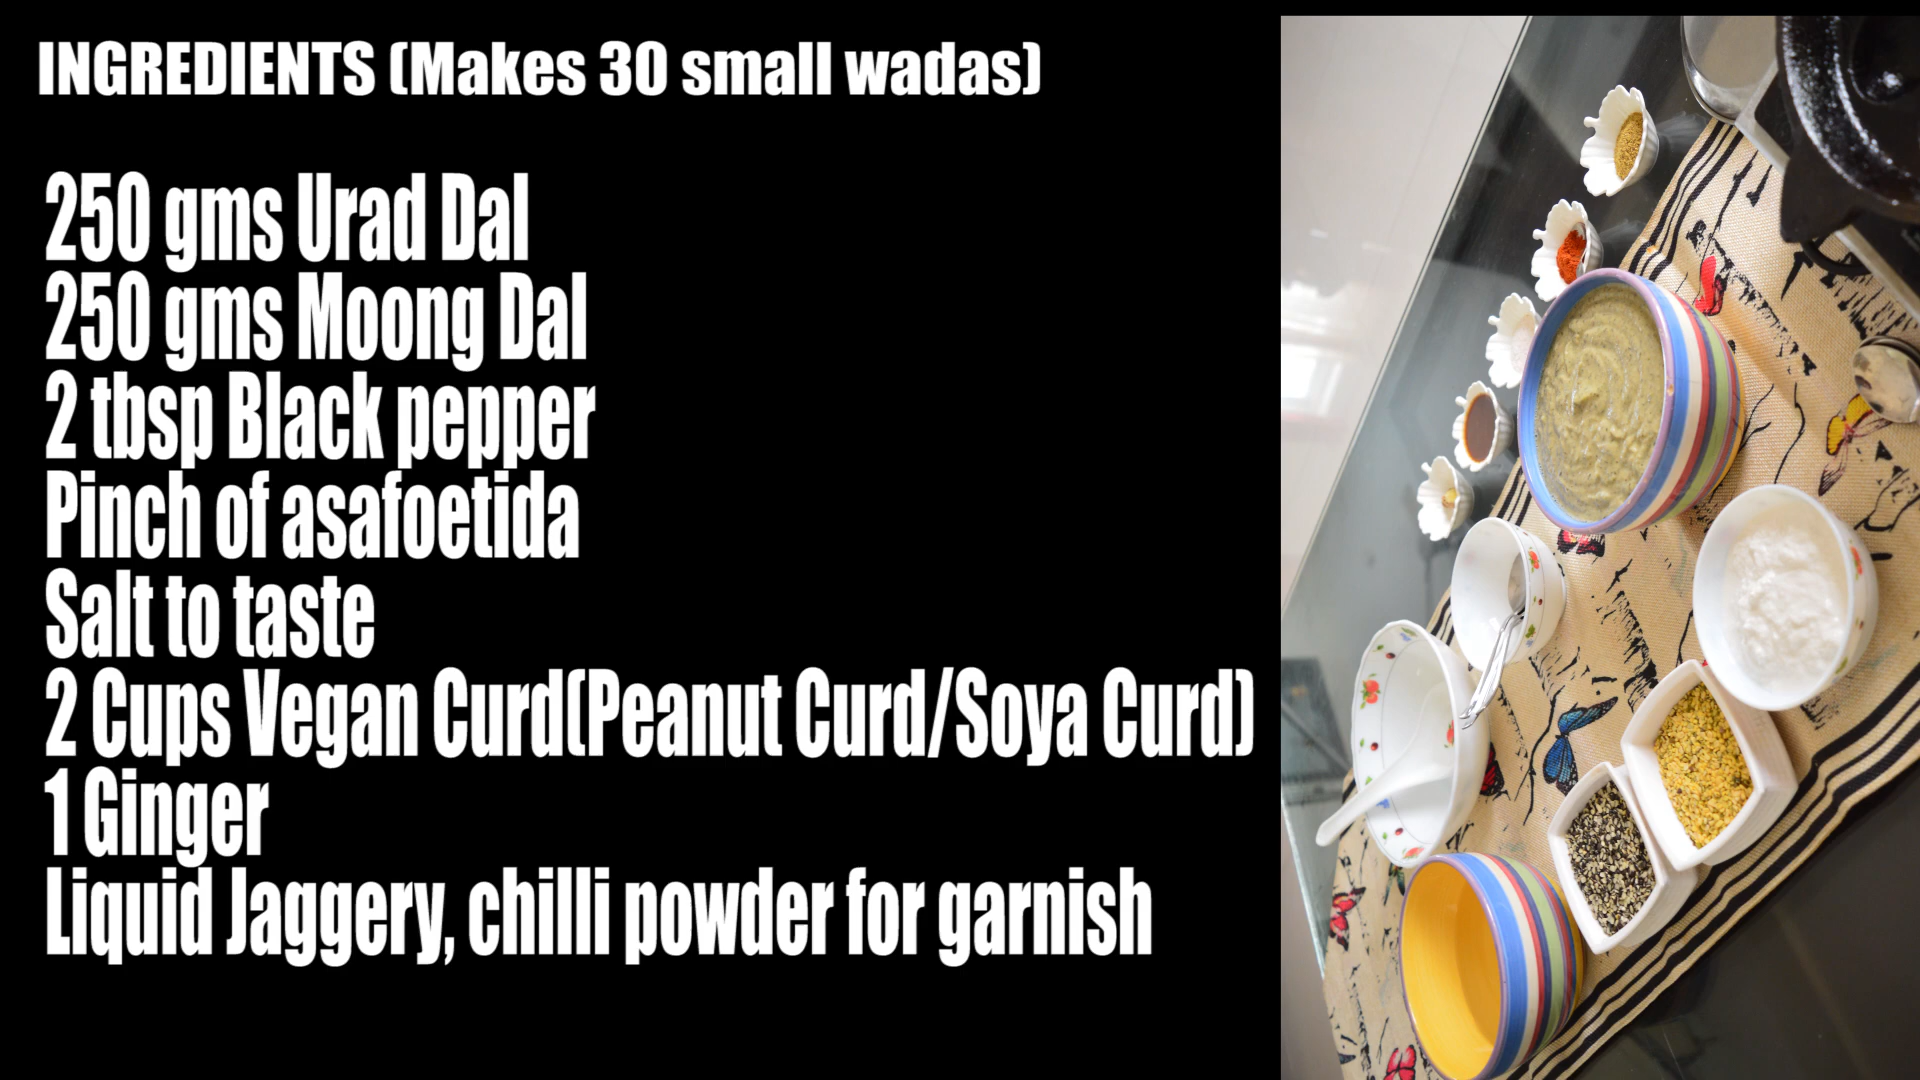 INGREDIENTS (Makes 30 small wadas)
250 gms Urad Dal
250 gms Moong Dal
2 tbsp Black pepper
Pinch of asafoetida
Salt to taste
2 Cups Vegan Curd(Peanut Curd/Soya Curd)
1 Ginger
Liquid Jaggery, chilli powder for garnish